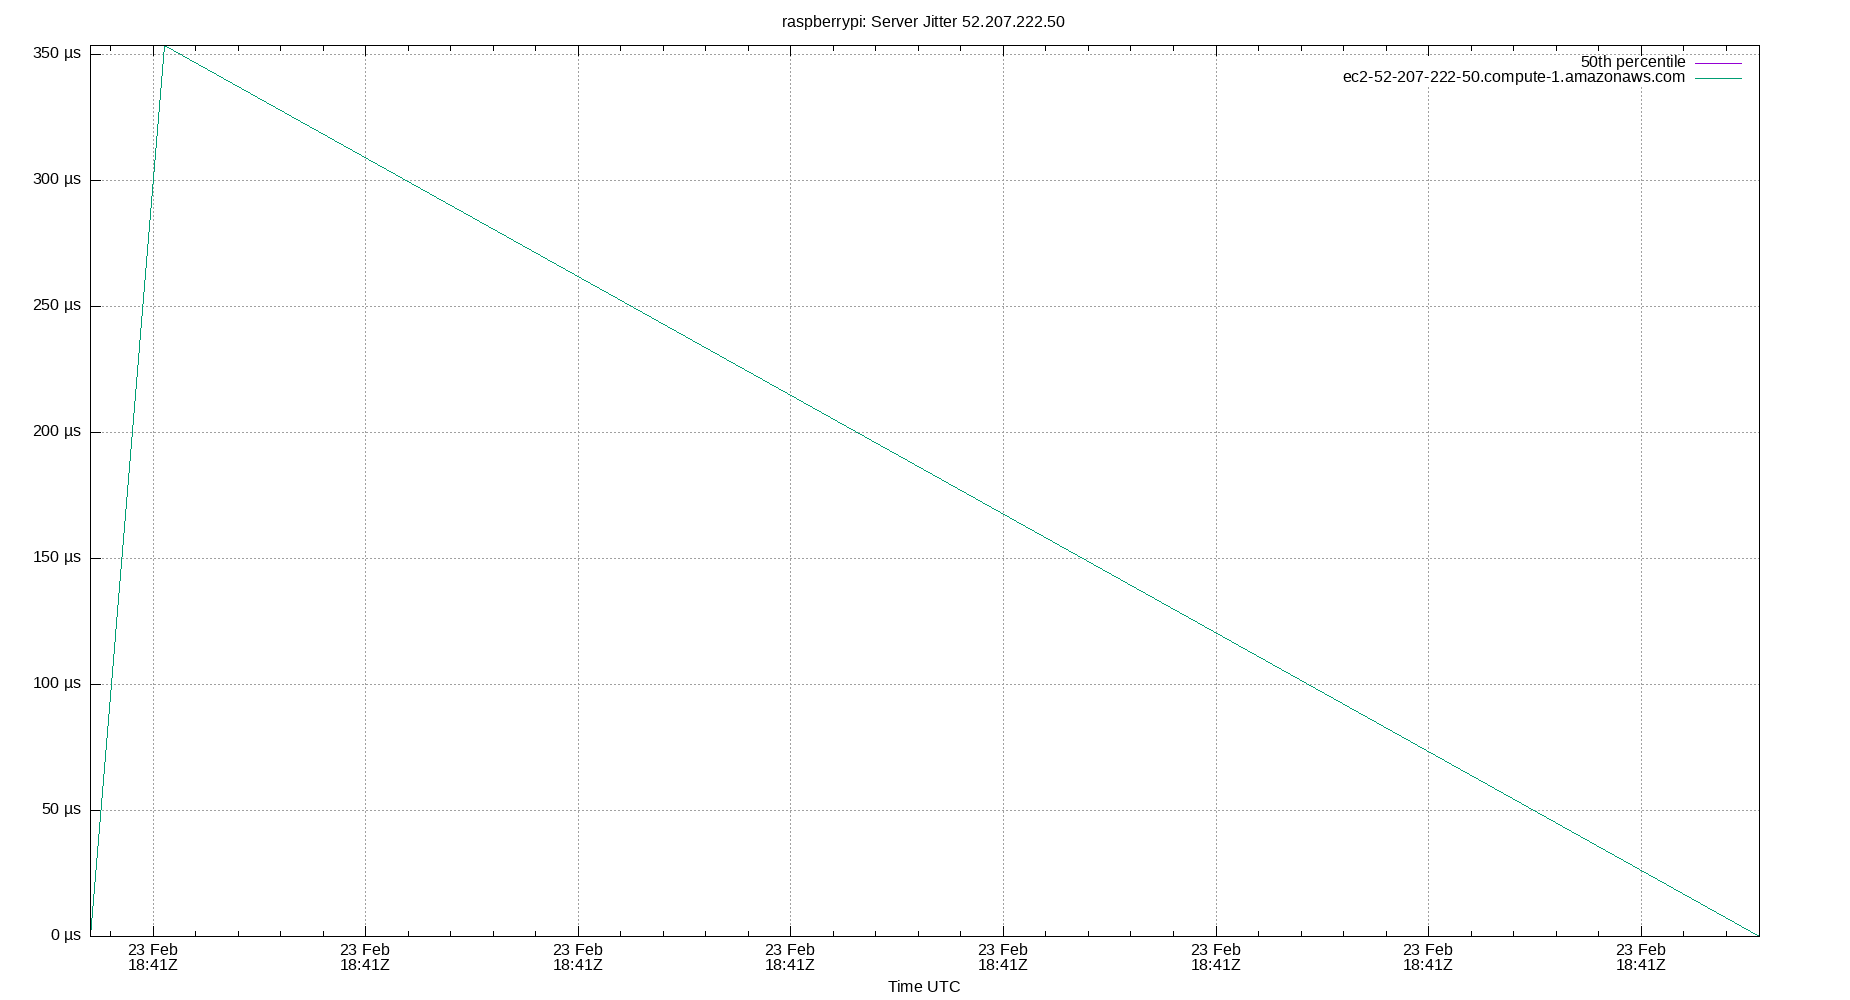 raspberrypi: Server Jitter 52.207.222.50
350 µs
50th percentile
ec2-52-207-222-50.compute-1.amazonaws.com
300 µs
250 µs
200 µs
150 µs
100 µs
50 µs
0 µs
23 Feb 23 Feb 23 Feb 23 Feb 23 Feb 23 Feb 23 Feb 23 Feb
18:41Z 18:41Z 18:41Z 18:41Z 18:41Z 18:41Z 18:41Z 18:41Z
Time UTC